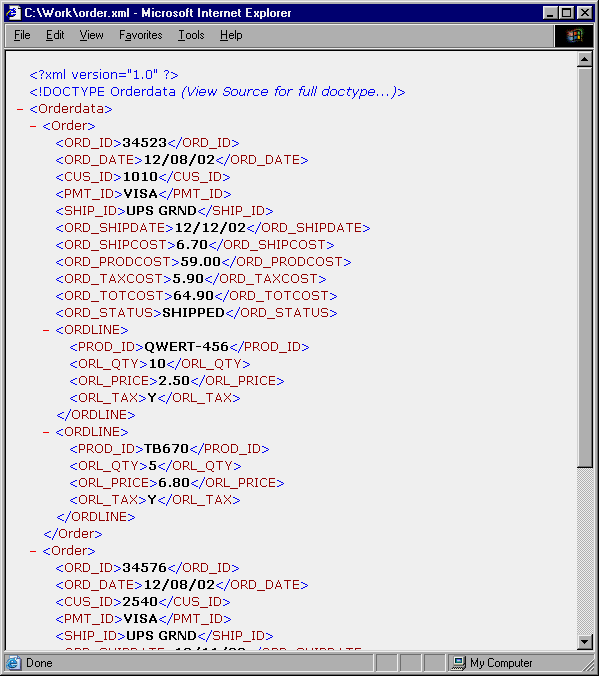 C:\Work\order.xml - Microsoft Internet Explorer
File Edit View Favorites Tools Help
<?xml version="1.0" ?>
<!DOCTYPE Orderdata (View Source for full doctype...)>
- <Orderdata>
- <Order>
<ORD_ID>34523</ORD_ID>
<ORD_DATE>12/08/02</ORD_DATE>
<CUS_ID>1010</CUS_ID>
<PMT_ID>VISA</PMT_ID>
<SHIP_ID>UPS GRND</SHIP_ID>
<ORD_SHIPDATE>12/12/02</ORD_SHIPDATE>
<ORD_SHIPCOST>6.70</ORD_SHIPCOST>
<ORD_PRODCOST>59.00</ORD_PRODCOST>
<ORD_TAXCOST>5.90</ORD_TAXCOST>
<ORD_TOTCOST>64.90</ORD_TOTCOST>
<ORD_STATUS>SHIPPED</ORD_STATUS>
- <ORDLINE>
<PROD_ID>QWERT-456</PROD_ID>
<ORL_QTY>10</ORL_QTY>
<ORL_PRICE>2.50</ORL_PRICE>
<ORL_TAX>Y</ORL_TAX>
</ORDLINE>
- <ORDLINE>
<PROD_ID>TB670</PROD_ID>
<ORL_QTY>5</ORL_QTY>
<ORL_PRICE>6.80</ORL_PRICE>
<ORL_TAX>Y</ORL_TAX>
</ORDLINE>
</Order>
- <Order>
<ORD_ID>34576</ORD_ID>
<ORD_DATE>12/08/02</ORD_DATE>
<CUS_ID>2540</CUS_ID>
<PMT_ID>VISA</PMT_ID>
<SHIP_ID>UPS GRND</SHIP_ID>
Done My Computer